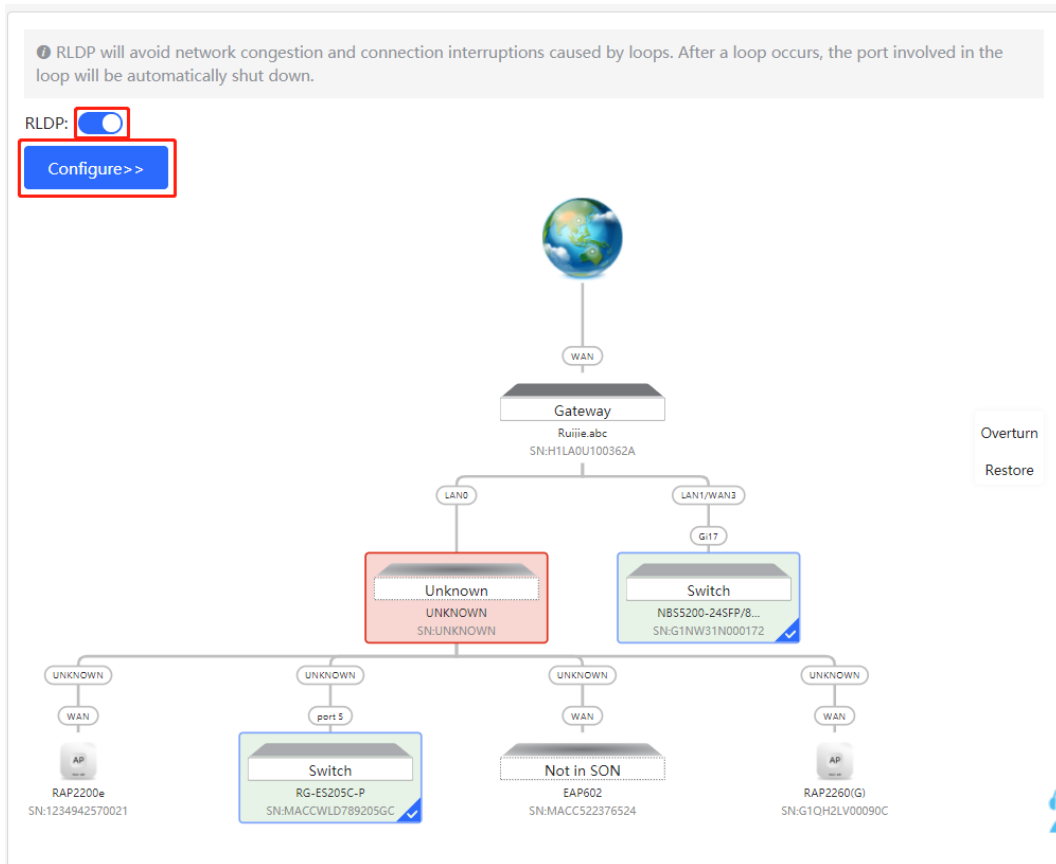 RLDP will avoid network congestion and connection interruptions caused by loops. After a loop occurs, the port involved in the
loop will be automatically shut down.
RLDP:
Configure>>
WAN
Gateway
Ruijie.abc
SN:H1LA0U100362A
Overturn
Restore
LAN0
LAN1/WAN3
Gi17
Unknown
UNKNOWN
SN:UNKNOWN
Switch
NBS5200-24SFP/8...
SN:G1NW31N000172
UNKNOWN
UNKNOWN
UNKNOWN
UNKNOWN
WAN
port 5
WAN
WAN
AP
RAP2200e
SN:1234942570021
Switch
RG-ES205C-P
SN:MACCWLD789205GC
Not in SON
EAP602
SN:MACC522376524
AP
RAP2260(G)
SN:G1QH2LV00090C